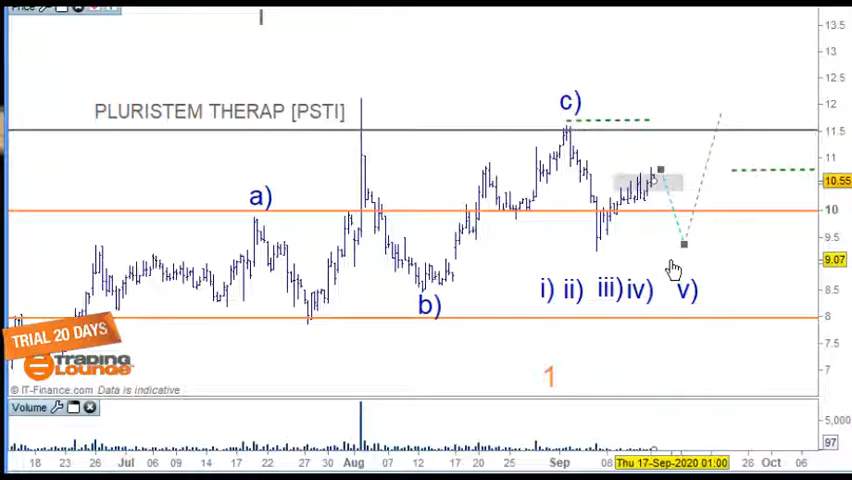 Price
13.5
13
12.5
12
11.5
11
10.55
10
9.5
9.07
8.5
8
7.5
7
PLURISTEM THERAP [PSTI]
c)
a)
b)
i) ii) iii) iv) v)
1
TRIAL 20 DAYS
TRADING
LOUNGE
© IT-Finance.com Data is indicative
Volume
5,000
97
18 23 26 Jul 06 09 14 17 22 28 Aug 06 12 17 20 25 Sep 08 Thu 17-Sep-2020 01:00 28 Oct 06